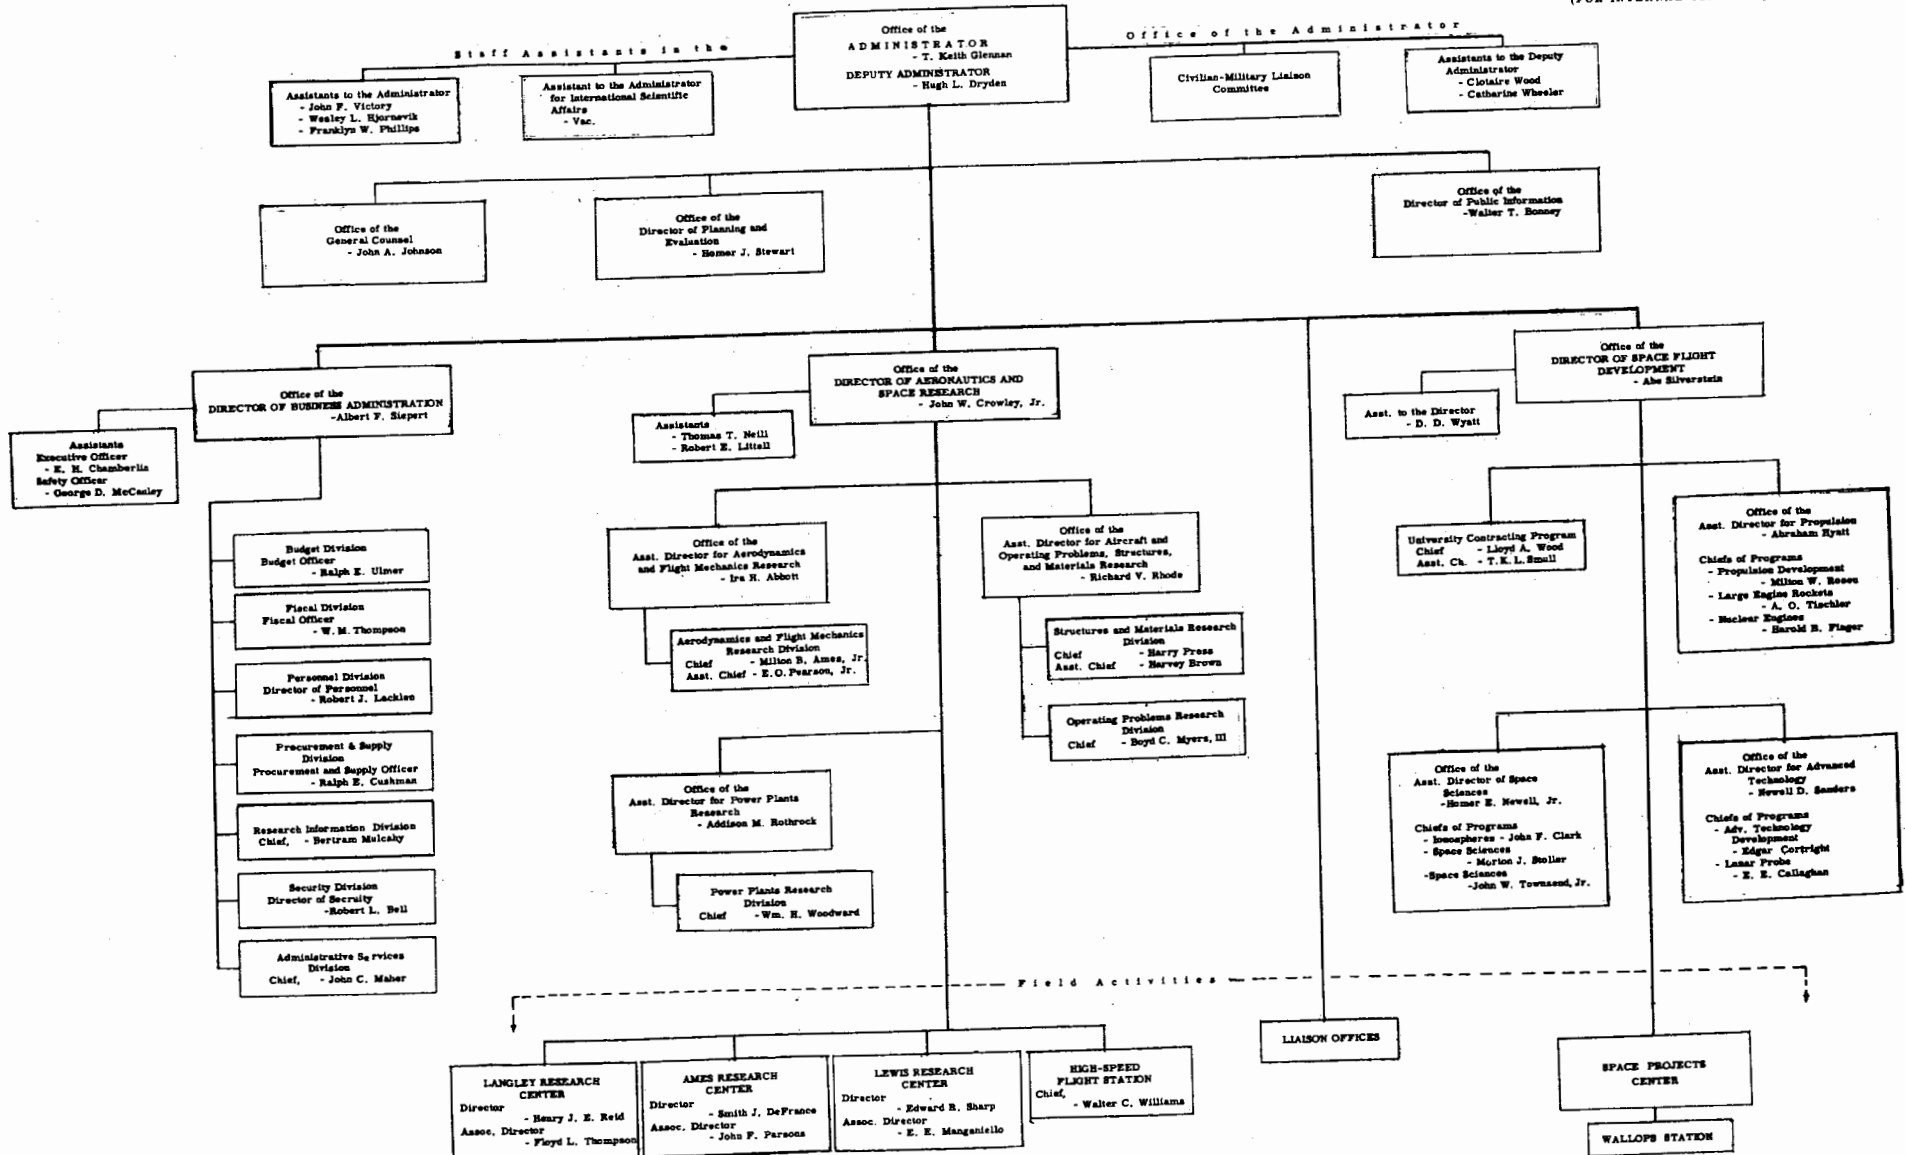 Staff Assistants in the
Office of the
ADMINISTRATOR
- T. Keith Glennan
DEPUTY ADMINISTRATOR
- Hugh L. Dryden
Office of the Administrator
Assistants to the Administrator
- John F. Victory
- Wesley L. Hjornevik
- Franklyn W. Phillips
Assistant to the Administrator
for International Scientific
Affairs
- Vac.
Civilian-Military Liaison
Committee
Assistants to the Deputy
Administrator
- Clotaire Wood
- Catharine Wheeler
Office of the
General Counsel
- John A. Johnson
Office of the
Director of Planning and
Evaluation
- Homer J. Stewart
Office of the
Director of Public Information
-Walter T. Bonney
Office of the
DIRECTOR OF BUSINESS ADMINISTRATION
-Albert F. Siepert
Assistants
Executive Officer
- E. H. Chamberlin
Safety Officer
- George D. McCauley
Budget Division
Budget Officer
- Ralph E. Ulmer
Fiscal Division
Fiscal Officer
- W. M. Thompson
Personnel Division
Director of Personnel
- Robert J. Lacklen
Procurement & Supply
Division
Procurement and Supply Officer
- Ralph E. Cushman
Research Information Division
Chief, - Bertram Mulcahy
Security Division
Director of Secruity
-Robert L. Bell
Administrative Services
Division
Chief, - John C. Maher
Office of the
DIRECTOR OF AERONAUTICS AND
SPACE RESEARCH
- John W. Crowley, Jr.
Assistants
- Thomas T. Neill
- Robert E. Littell
Office of the
Asst. Director for Aerodynamics
and Flight Mechanics Research
- Ira H. Abbott
Aerodynamics and Flight Mechanics
Research Division
Chief - Milton B. Ames, Jr.
Asst. Chief - E.O. Pearson, Jr.
Office of the
Asst. Director for Aircraft and
Operating Problems, Structures,
and Materials Research
- Richard V. Rhode
Structures and Materials Research
Division
Chief - Harry Press
Asst. Chief - Harvey Brown
Operating Problems Research
Division
Chief - Boyd C. Myers, III
Office of the
Asst. Director for Power Plants
Research
- Addison M. Rothrock
Power Plants Research
Division
Chief - Wm. H. Woodward
Office of the
DIRECTOR OF SPACE FLIGHT
DEVELOPMENT
- Abe Silverstein
Asst. to the Director
- D. D. Wyatt
University Contracting Program
Chief - Lloyd A. Wood
Asst. Ch. - T.K.L. Smull
Office of the
Asst. Director for Propulsion
- Abraham Hyatt
Chiefs of Programs
- Propulsion Development
- Milton W. Rosen
- Large Engine Rockets
- A. O. Tischler
- Nuclear Engines
- Harold B. Finger
Office of the
Asst. Director of Space
Sciences
-Homer E. Newell, Jr.
Chiefs of Programs
- Ionospheres - John F. Clark
- Space Sciences
- Morton J. Stoller
-Space Sciences
-John W. Townsend, Jr.
Office of the
Asst. Director for Advanced
Technology
- Newell D. Sanders
Chiefs of Programs
- Adv. Technology
Development
- Edgar Cortright
- Lunar Probe
- E. E. Callaghan
Field Activities
LANGLEY RESEARCH
CENTER
Director
- Henry J. E. Reid
Assoc. Director
- Floyd L. Thompson
AMES RESEARCH
CENTER
Director
- Smith J. DeFrance
Assoc. Director
- John F. Parsons
LEWIS RESEARCH
CENTER
Director
- Edward R. Sharp
Assoc. Director
- E. E. Manganiello
HIGH-SPEED
FLIGHT STATION
Chief,
- Walter C. Williams
LIAISON OFFICES
SPACE PROJECTS
CENTER
WALLOPS STATION